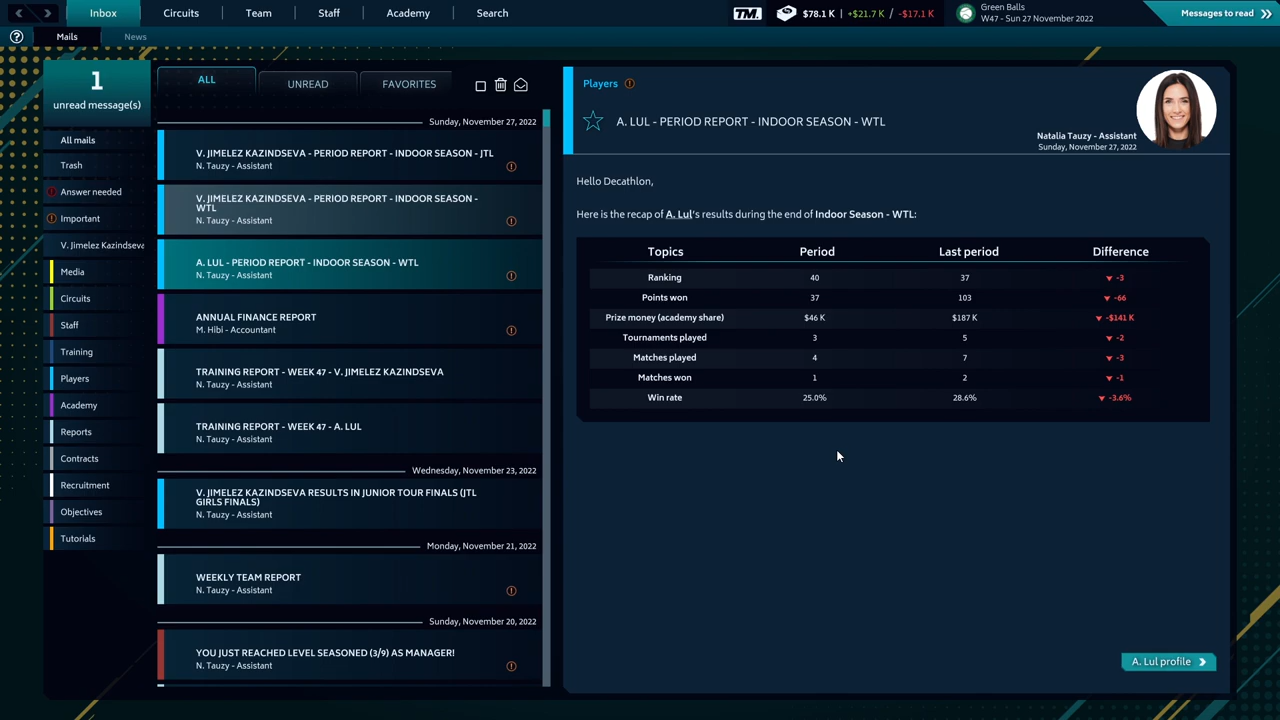 Inbox
Circuits
Team
Staff
Academy
Search
TM.
$78.1 K | +$21.7 K / -$17.1 K
Green Balls
W47 - Sun 27 November 2022
Messages to read
?
Mails
News
1
unread message(s)
All mails
Trash
Answer needed
Important
V. Jimelez Kazindseva
Media
Circuits
Staff
Training
Players
Academy
Reports
Contracts
Recruitment
Objectives
Tutorials
ALL
UNREAD
FAVORITES
Sunday, November 27, 2022
V. JIMELEZ KAZINDSEVA - PERIOD REPORT - INDOOR SEASON - JTL
N. Tauzy - Assistant
V. JIMELEZ KAZINDSEVA - PERIOD REPORT - INDOOR SEASON -
WTL
N. Tauzy - Assistant
A. LUL - PERIOD REPORT - INDOOR SEASON - WTL
N. Tauzy - Assistant
ANNUAL FINANCE REPORT
M. Hibi - Accountant
TRAINING REPORT - WEEK 47 - V. JIMELEZ KAZINDSEVA
N. Tauzy - Assistant
TRAINING REPORT - WEEK 47 - A. LUL
N. Tauzy - Assistant
Wednesday, November 23, 2022
V. JIMELEZ KAZINDSEVA RESULTS IN JUNIOR TOUR FINALS (JTL
GIRLS FINALS)
N. Tauzy - Assistant
Monday, November 21, 2022
WEEKLY TEAM REPORT
N. Tauzy - Assistant
Sunday, November 20, 2022
YOU JUST REACHED LEVEL SEASONED (3/9) AS MANAGER!
N. Tauzy - Assistant
Players
A. LUL - PERIOD REPORT - INDOOR SEASON - WTL
Natalia Tauzy - Assistant
Sunday, November 27, 2022
Hello Decathlon,
Here is the recap of A. Lul's results during the end of Indoor Season - WTL:
Topics Period Last period Difference
Ranking 40 37 -3
Points won 37 103 -66
Prize money (academy share) $46 K $187 K -$141 K
Tournaments played 3 5 -2
Matches played 4 7 -3
Matches won 1 2 -1
Win rate 25.0% 28.6% -3.6%
A. Lul profile